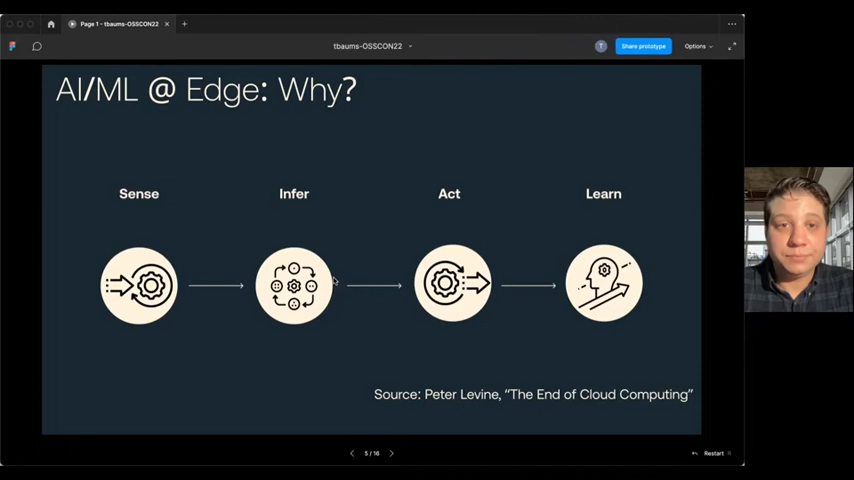 Page 1 - tbaums-OSSCON22
tbaums-OSSCON22
T
Share prototype
Options
AI/ML @ Edge: Why?
Sense
Infer
Act
Learn
Source: Peter Levine, "The End of Cloud Computing"
5 / 16
Restart
R